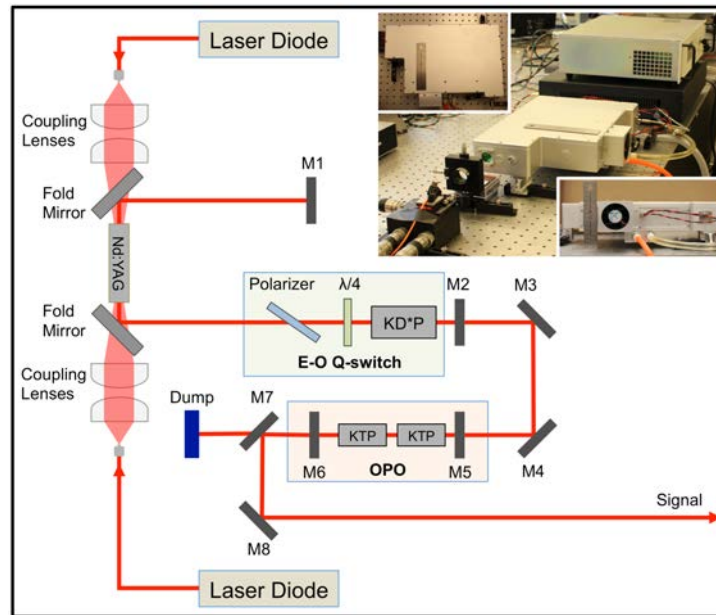 Laser Diode
Coupling
Lenses
M1
Fold
Mirror
Nd:YAG
Polarizer
λ/4
M2
M3
KD*P
Fold
Mirror
E-O Q-switch
Coupling
Lenses
Dump
M7
KTP
KTP
M6
M5
M4
OPO
Signal
M8
Laser Diode